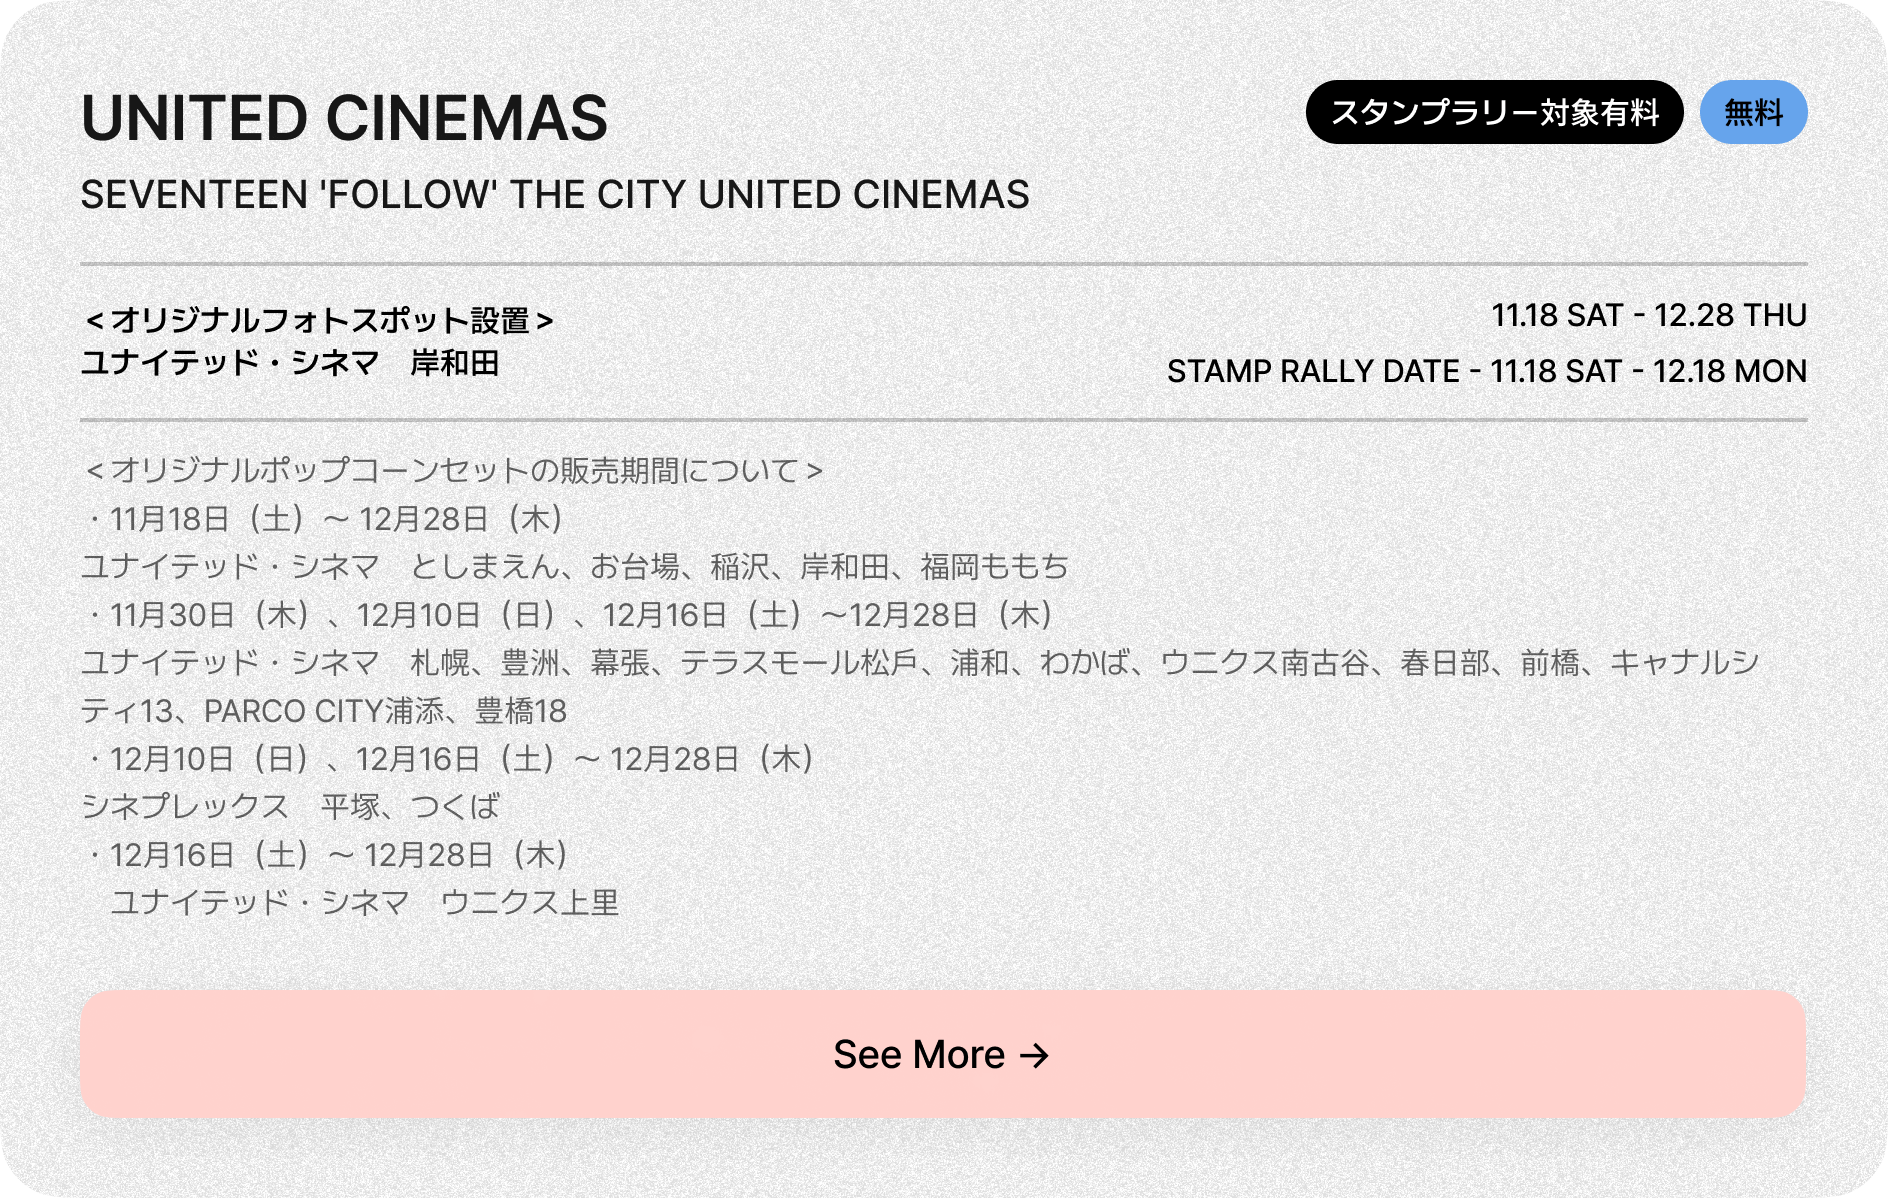 UNITED CINEMAS
スタンプラリー対象有料
無料
SEVENTEEN 'FOLLOW' THE CITY UNITED CINEMAS
＜オリジナルフォトスポット設置＞
ユナイテッド・シネマ　岸和田
11.18 SAT - 12.28 THU
STAMP RALLY DATE - 11.18 SAT - 12.18 MON
＜オリジナルポップコーンセットの販売期間について＞
・11月18日（土）〜 12月28日（木）
ユナイテッド・シネマ　としまえん、お台場、稲沢、岸和田、福岡ももち
・11月30日（木）、12月10日（日）、12月16日（土）〜12月28日（木）
ユナイテッド・シネマ　札幌、豊洲、幕張、テラスモール松戶、浦和、わかば、ウニクス南古谷、春日部、前橋、キャナルシ
ティ13、PARCO CITY浦添、豊橋18
・12月10日（日）、12月16日（土）〜 12月28日（木）
シネプレックス　平塚、つくば
・12月16日（土）〜 12月28日（木）
　ユナイテッド・シネマ　ウニクス上里
See More →